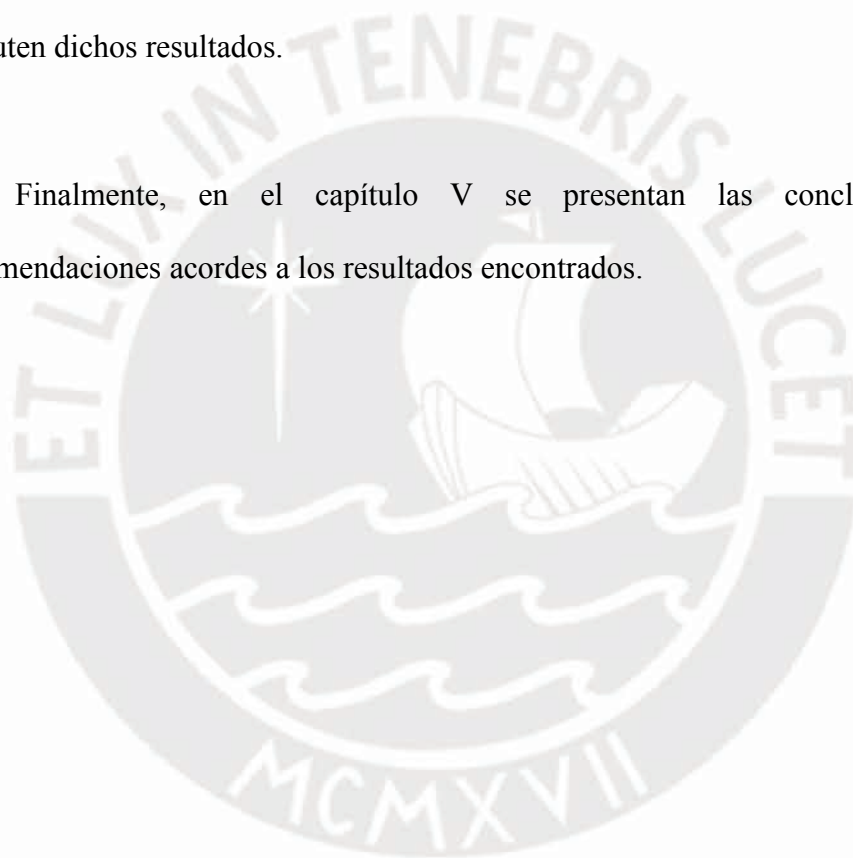 uten dichos resultados.
Finalmente, en el capítulo V se presentan las concl
mendaciones acordes a los resultados encontrados.
ET LUX IN TENEBRIS LUCET
MCMXVII